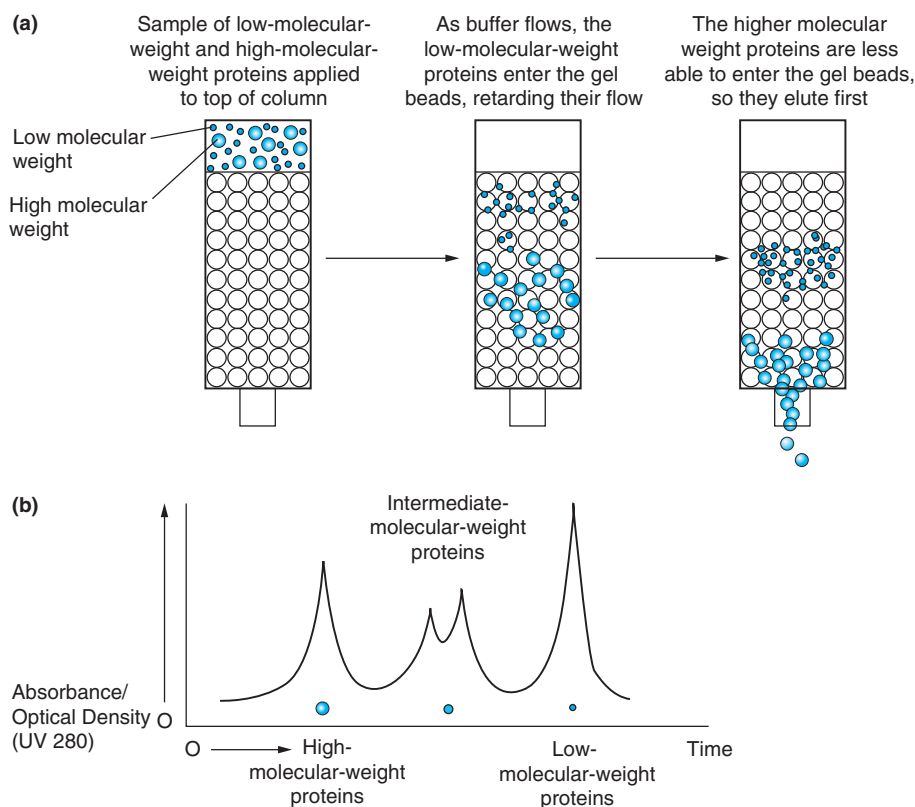 (a)
Sample of low-molecular-
weight and high-molecular-
weight proteins applied
to top of column
As buffer flows, the
low-molecular-weight
proteins enter the gel
beads, retarding their flow
The higher molecular
weight proteins are less
able to enter the gel beads,
so they elute first
Low molecular
weight
High molecular
weight
(b)
Intermediate-
molecular-weight
proteins
Absorbance/
Optical Density
(UV 280)
O
O
High-
molecular-weight
proteins
Low-
molecular-weight
proteins
Time